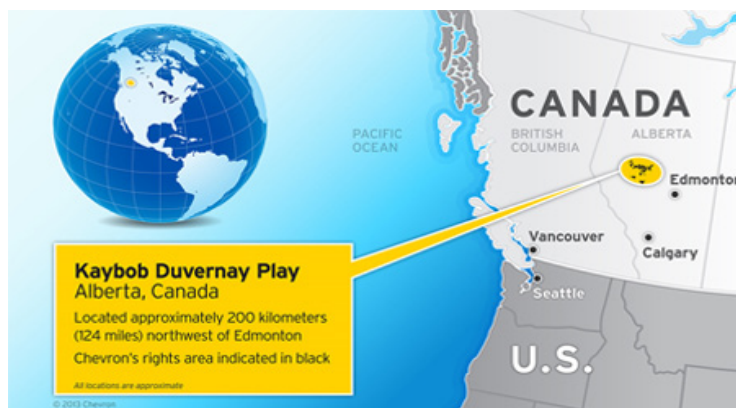 CANADA
PACIFIC
OCEAN
BRITISH
COLUMBIA
ALBERTA
Edmonton
Vancouver
Calgary
Seattle
U.S.
Kaybob Duvernay Play
Alberta, Canada
Located approximately 200 kilometers
(124 miles) northwest of Edmonton
Chevron's rights area indicated in black
All locations are approximate
© 2013 Chevron